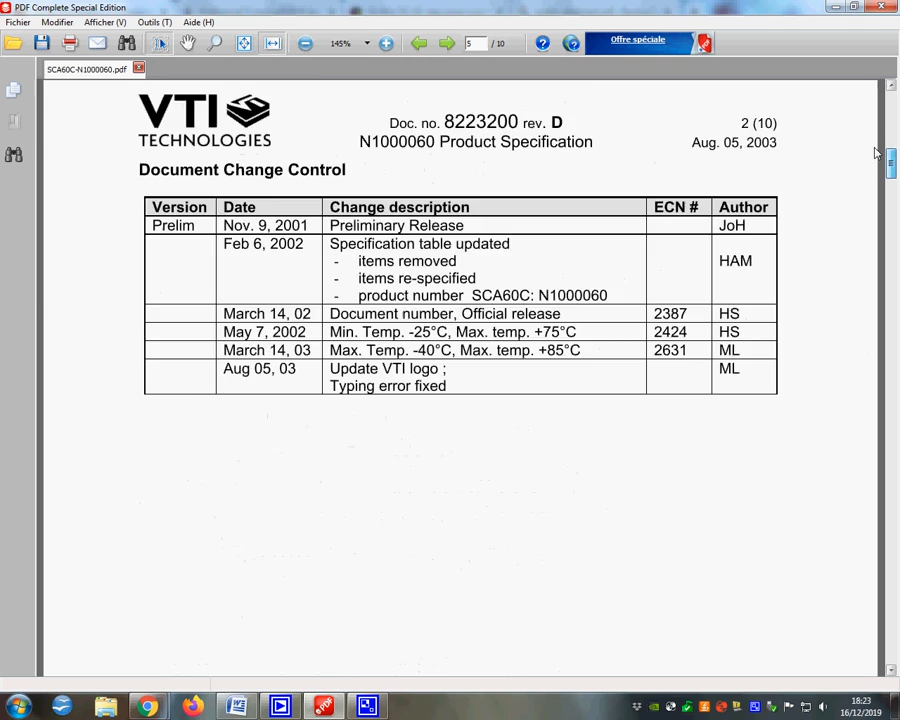 PDF Complete Special Edition
Fichier Modifier Afficher (V) Outils (T) Aide (H)
145% 5 / 10 Offre spéciale
SCA60C-N1000060.pdf
VTI TECHNOLOGIES
Doc. no. 8223200 rev. D 2 (10)
N1000060 Product Specification Aug. 05, 2003
Document Change Control
Version Date Change description ECN # Author
Prelim Nov. 9, 2001 Preliminary Release JoH
Feb 6, 2002 Specification table updated
- items removed HAM
- items re-specified
- product number SCA60C: N1000060
March 14, 02 Document number, Official release 2387 HS
May 7, 2002 Min. Temp. -25°C, Max. temp. +75°C 2424 HS
March 14, 03 Max. Temp. -40°C, Max. temp. +85°C 2631 ML
Aug 05, 03 Update VTI logo ; ML
Typing error fixed
18:23
16/12/2019